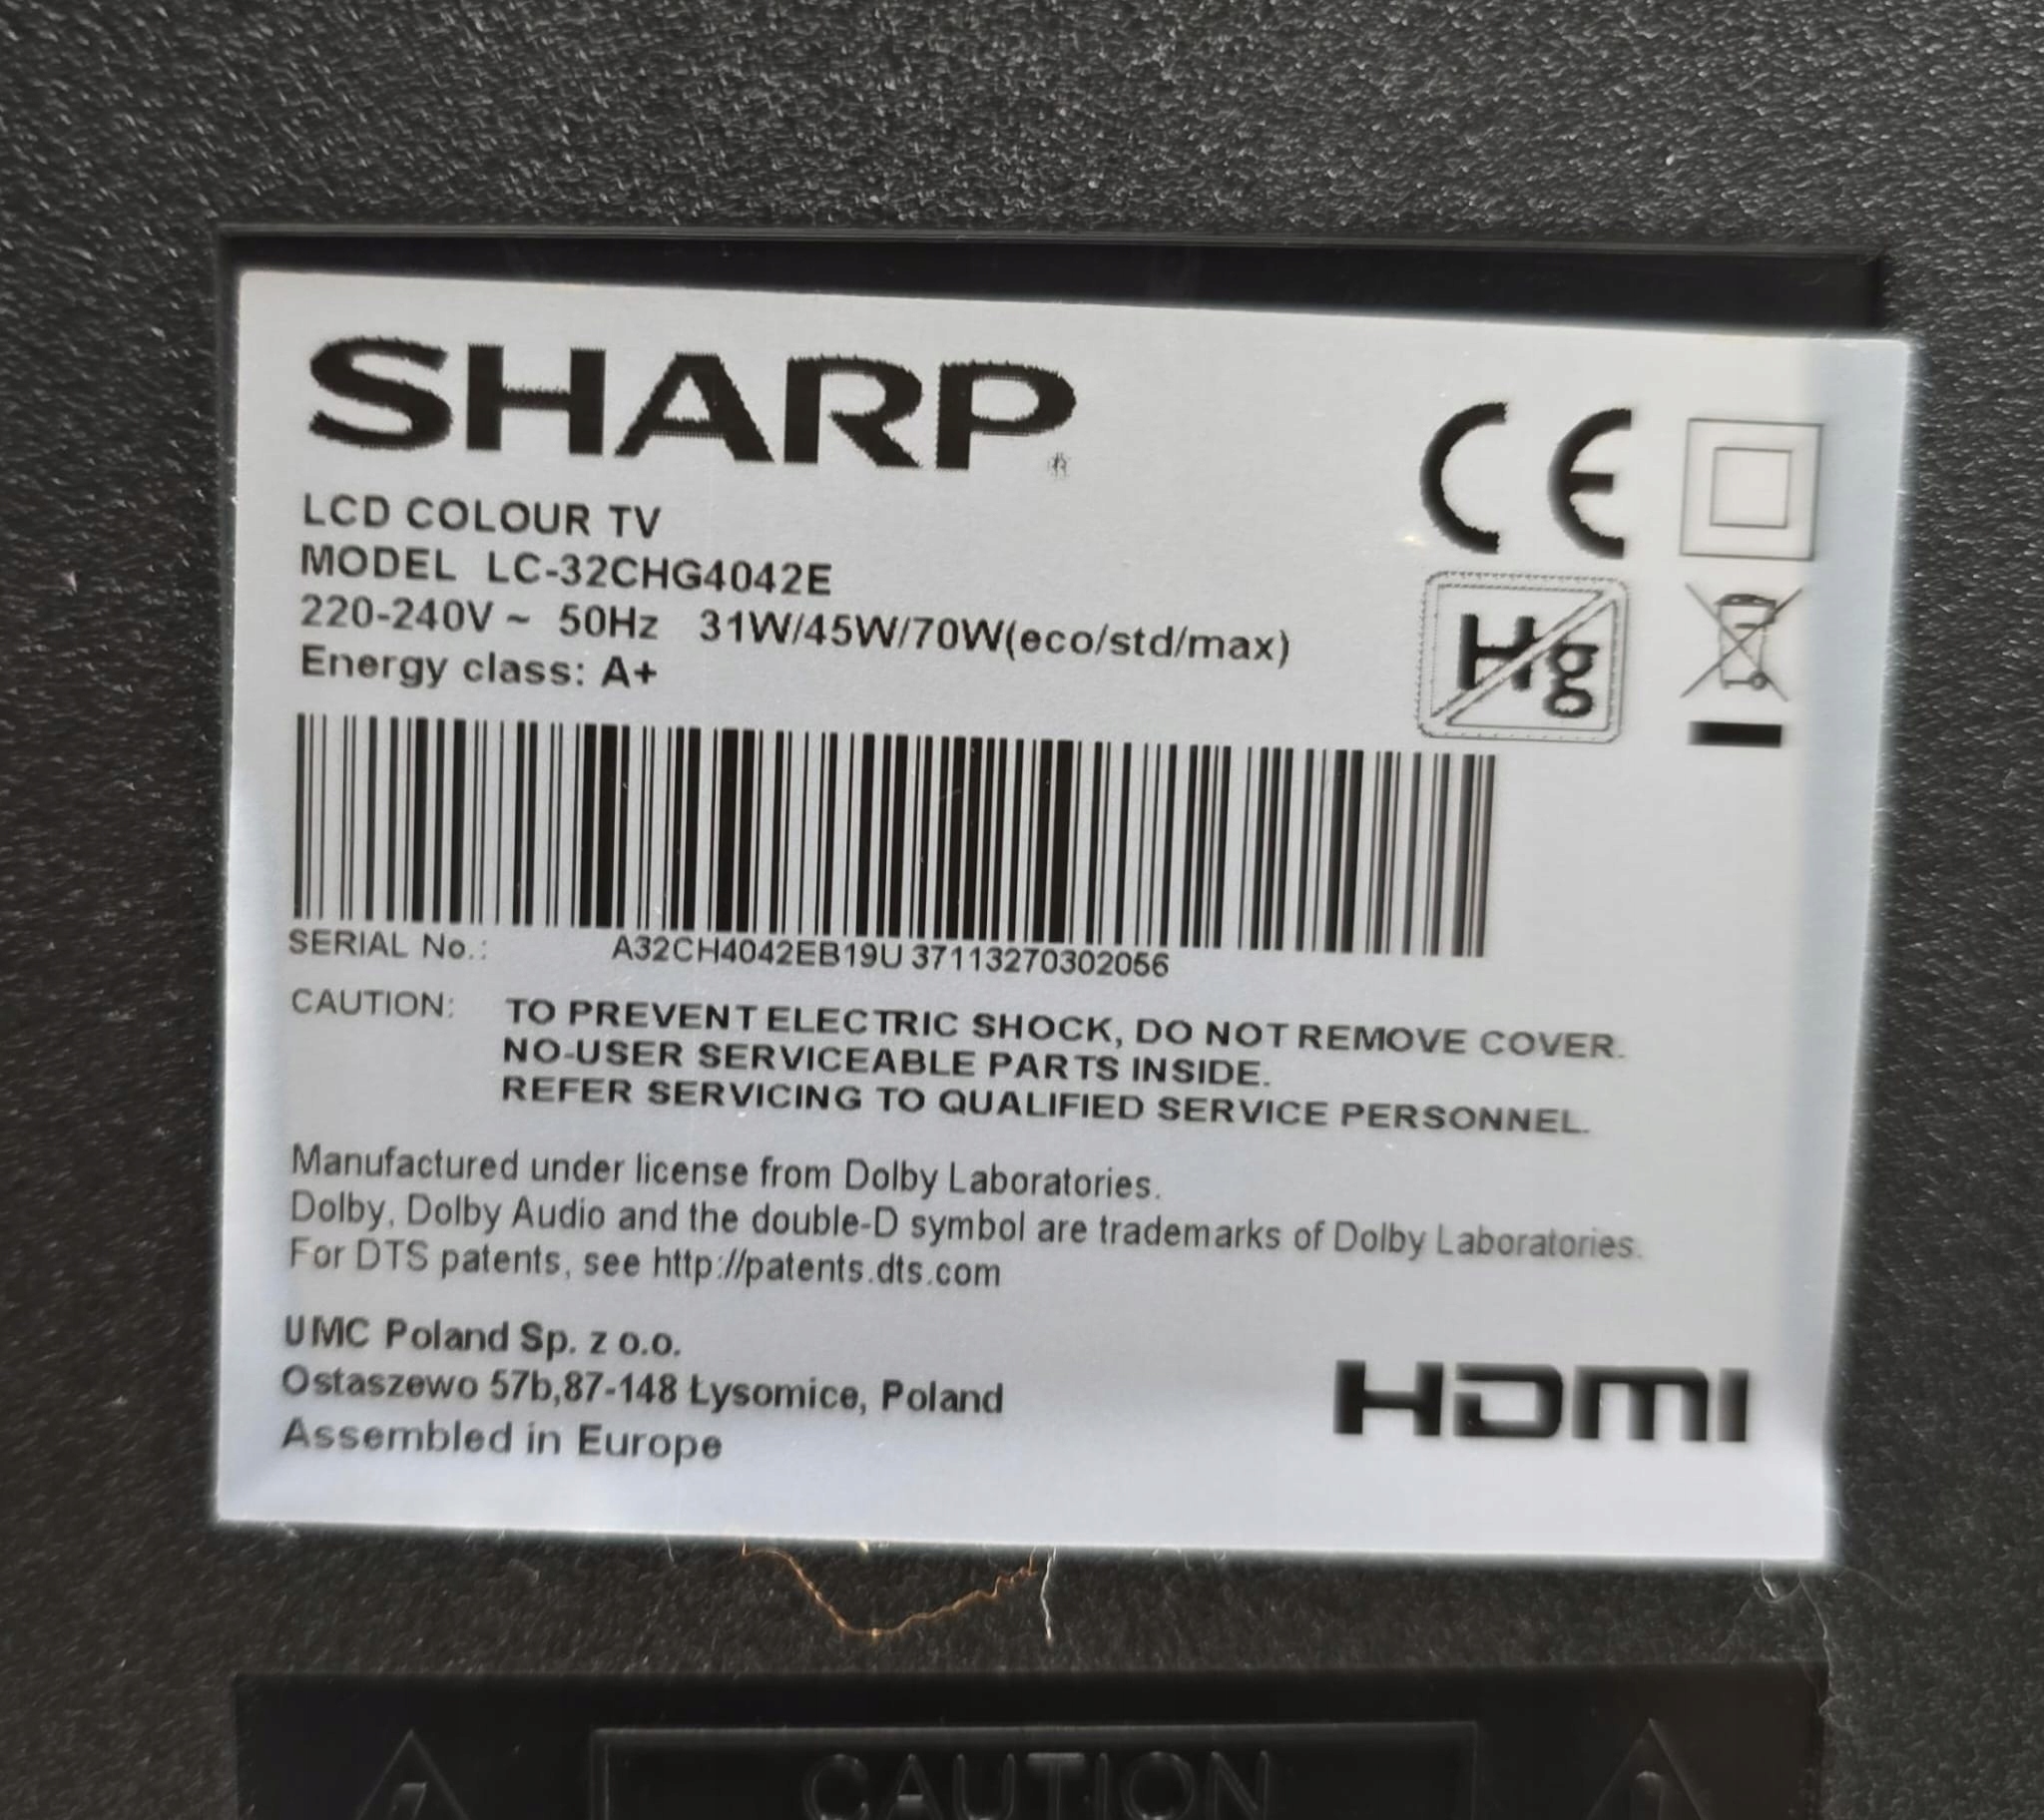 SHARP®
LCD COLOUR TV
MODEL LC-32CHG4042E
220-240V ~ 50Hz 31W/45W/70W(eco/std/max)
Energy class: A+
CE
Hg
SERIAL No.: A32CH4042EB19U37113270302056
CAUTION: TO PREVENT ELECTRIC SHOCK, DO NOT REMOVE COVER.
NO-USER SERVICEABLE PARTS INSIDE.
REFER SERVICING TO QUALIFIED SERVICE PERSONNEL.
Manufactured under license from Dolby Laboratories.
Dolby, Dolby Audio and the double-D symbol are trademarks of Dolby Laboratories.
For DTS patents, see http://patents.dts.com
UMC Poland Sp. z o.o.
Ostaszewo 57b,87-148 Łysomice, Poland
Assembled in Europe
HDMI
CAUTION